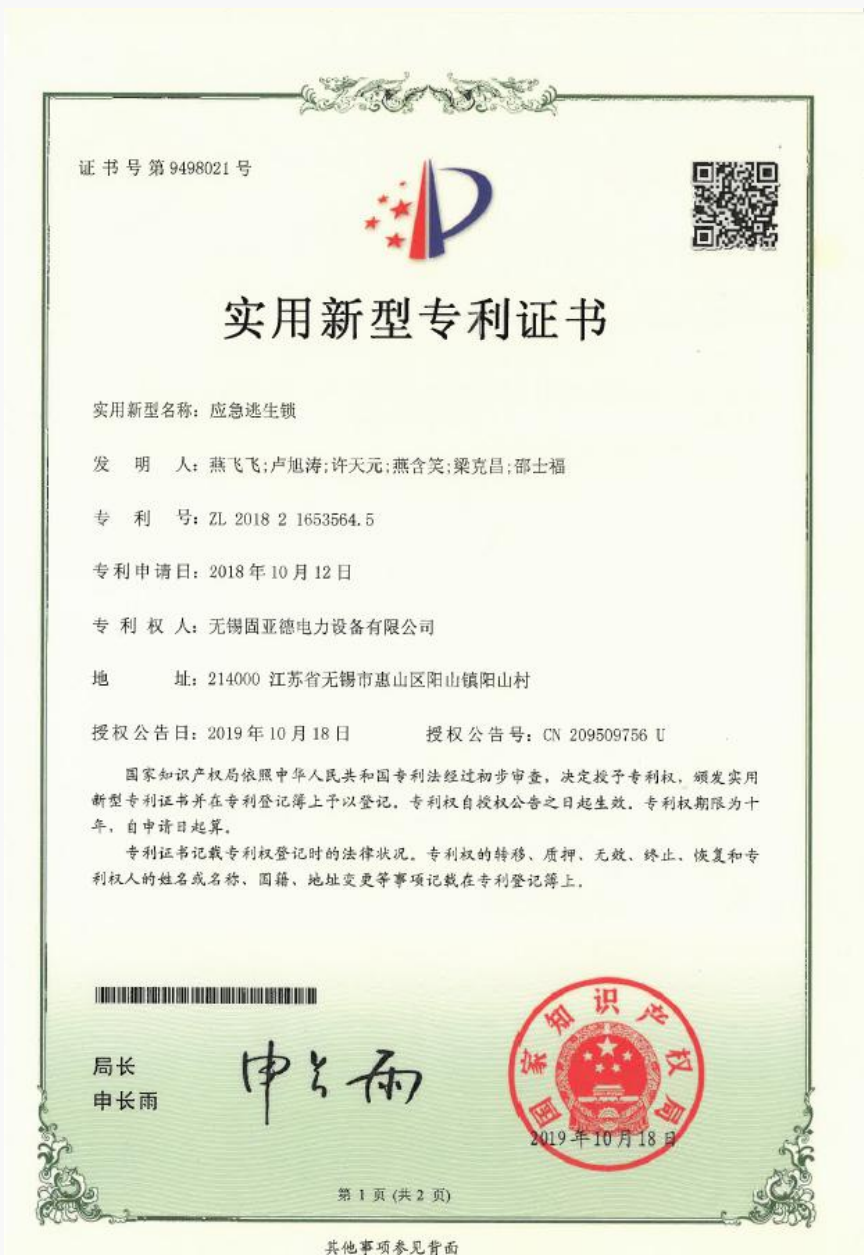 证书号第9498021号
实用新型专利证书
实用新型名称：应急逃生锁
发 明 人：燕飞飞;卢旭涛;许天元;燕含笑;梁克昌;邵士福
专 利 号：ZL 2018 2 1653564.5
专利申请日：2018年10月12日
专 利 权 人：无锡固亚德电力设备有限公司
地 址：214000 江苏省无锡市惠山区阳山镇阳山村
授权公告日：2019年10月18日 授权公告号：CN 209509756 U
国家知识产权局依照中华人民共和国专利法经过初步审查，决定授予专利权，颁发实用
新型专利证书并在专利登记簿上予以登记。专利权自授权公告之日起生效。专利权期限为十
年，自申请日起算。
专利证书记载专利权登记时的法律状况。专利权的转移、质押、无效、终止、恢复和专
利权人的姓名或名称、国籍、地址变更等事项记载在专利登记簿上。
局长
申长雨
申长雨
国家知识产权局
2019年10月18日
第 1 页 (共 2 页)
其他事项参见背面